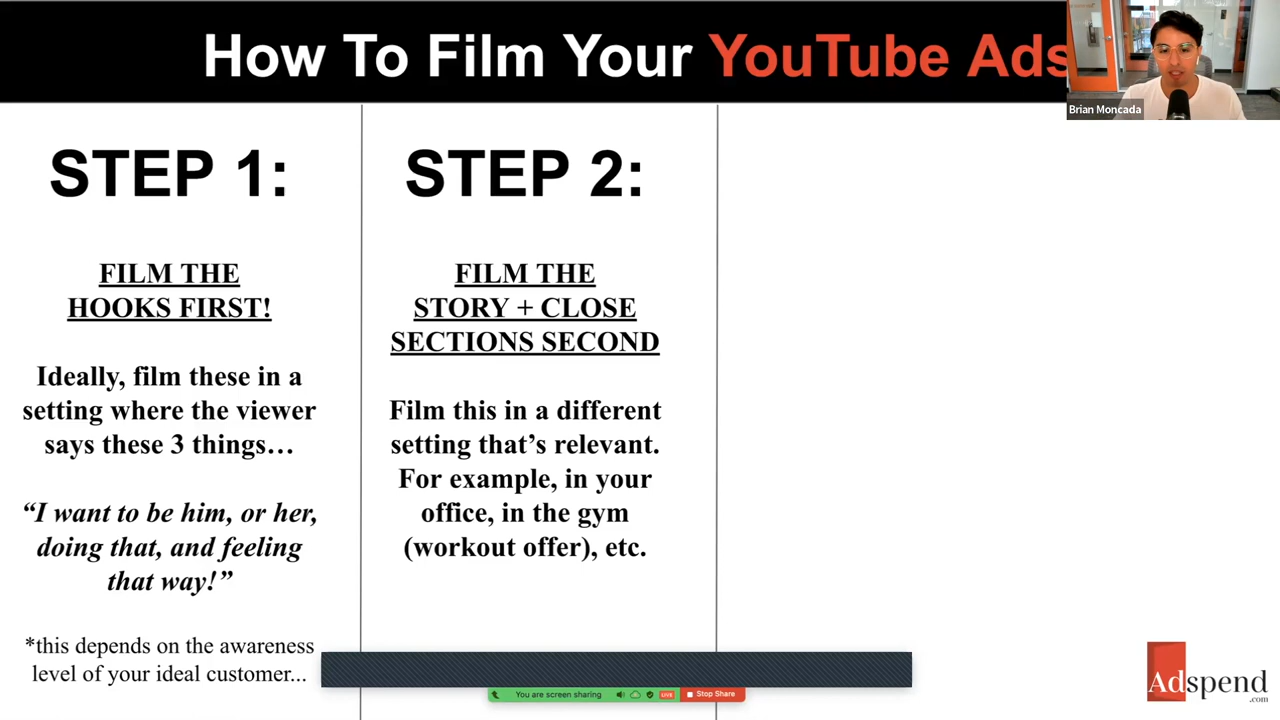 How To Film Your YouTube Ads
Brian Moncada
STEP 1:
FILM THE
HOOKS FIRST!
Ideally, film these in a
setting where the viewer
says these 3 things…
“I want to be him, or her,
doing that, and feeling
that way!”
*this depends on the awareness
level of your ideal customer...
STEP 2:
FILM THE
STORY + CLOSE
SECTIONS SECOND
Film this in a different
setting that’s relevant.
For example, in your
office, in the gym
(workout offer), etc.
You are screen sharing
LIVE
Stop Share
Adspend
.com